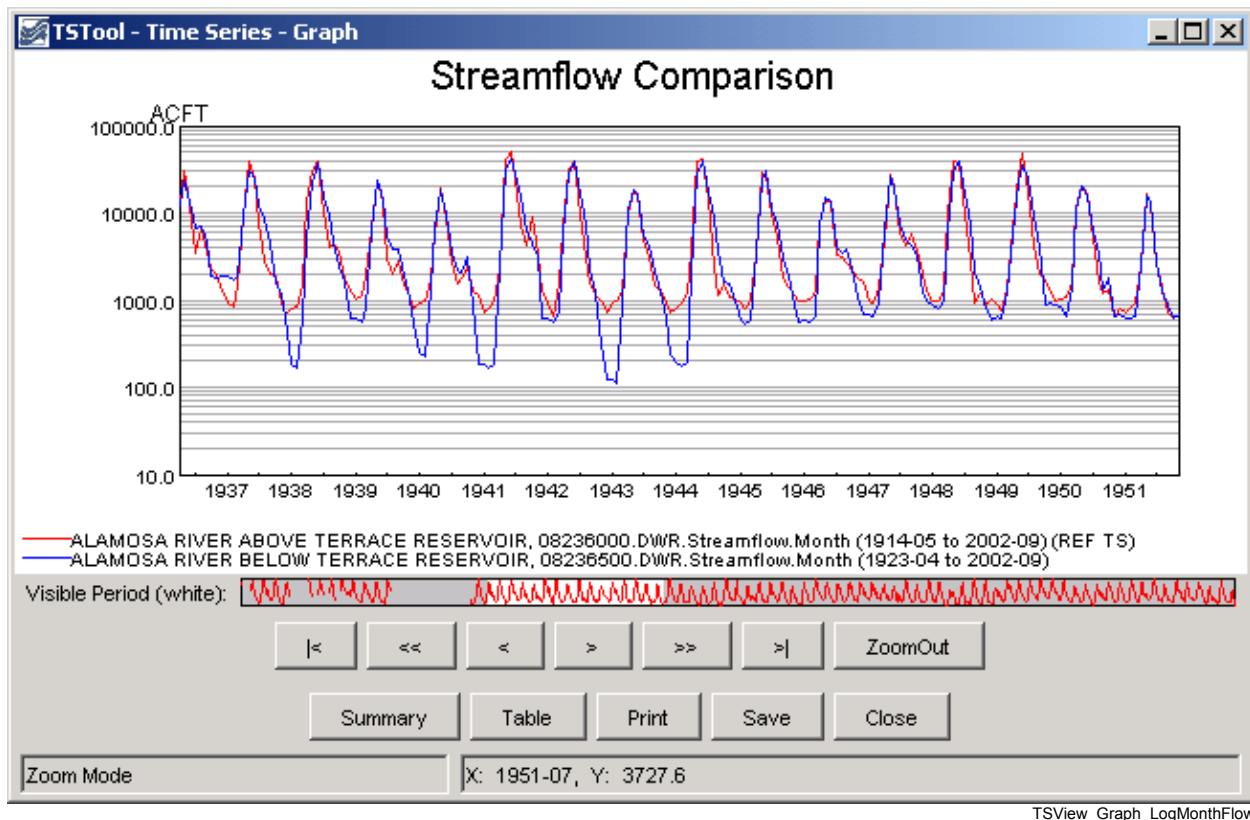 TSTool - Time Series - Graph
Streamflow Comparison
ACFT
100000.0
10000.0
1000.0
100.0
10.0
1937 1938 1939 1940 1941 1942 1943 1944 1945 1946 1947 1948 1949 1950 1951
ALAMOSA RIVER ABOVE TERRACE RESERVOIR, 08236000.DWR.Streamflow.Month (1914-05 to 2002-09) (REF TS)
ALAMOSA RIVER BELOW TERRACE RESERVOIR, 08236500.DWR.Streamflow.Month (1923-04 to 2002-09)
Visible Period (white):
|< << < > >> >| ZoomOut
Summary Table Print Save Close
Zoom Mode X: 1951-07, Y: 3727.6
TSView_Graph_LogMonthFlow